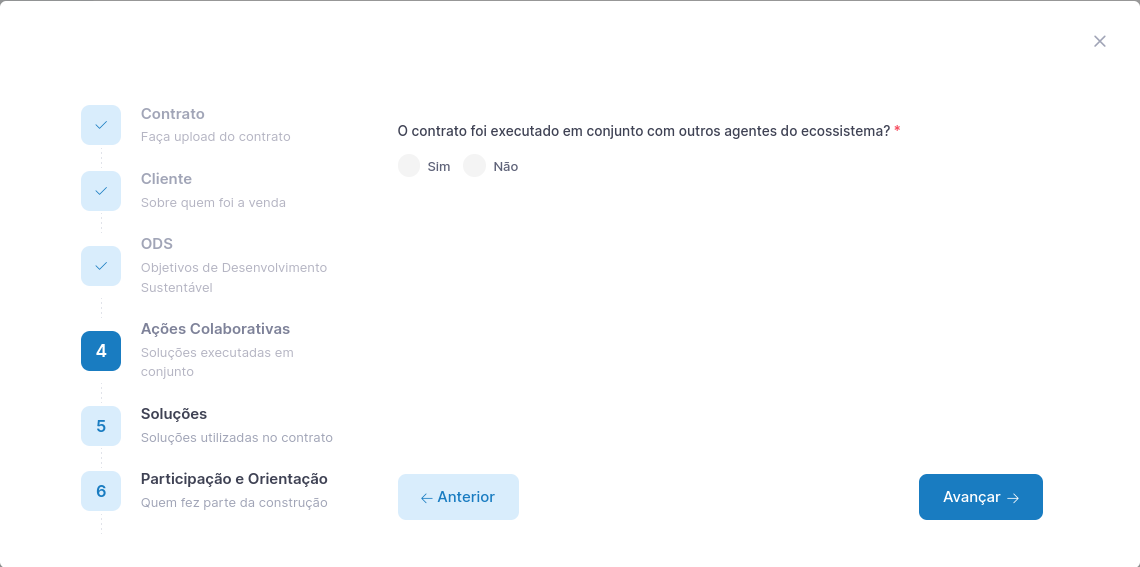 Contrato
Faça upload do contrato
Cliente
Sobre quem foi a venda
ODS
Objetivos de Desenvolvimento
Sustentável
4
Ações Colaborativas
Soluções executadas em
conjunto
5
Soluções
Soluções utilizadas no contrato
6
Participação e Orientação
Quem fez parte da construção
O contrato foi executado em conjunto com outros agentes do ecossistema? *
Sim Não
← Anterior
Avançar →